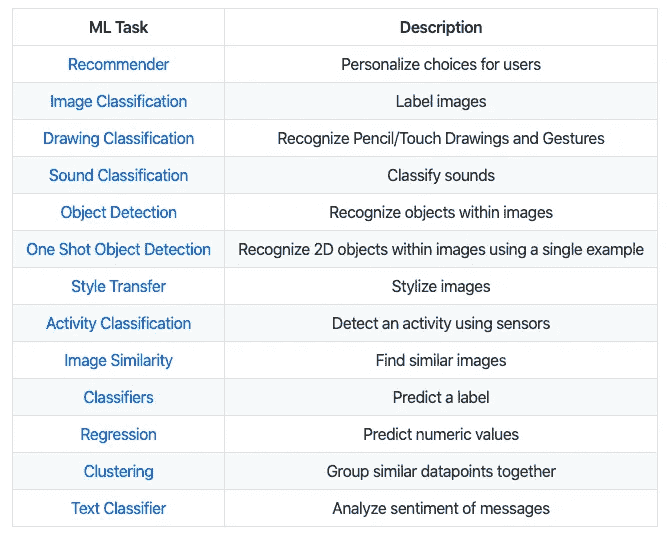 ML Task Description
Recommender Personalize choices for users
Image Classification Label images
Drawing Classification Recognize Pencil/Touch Drawings and Gestures
Sound Classification Classify sounds
Object Detection Recognize objects within images
One Shot Object Detection Recognize 2D objects within images using a single example
Style Transfer Stylize images
Activity Classification Detect an activity using sensors
Image Similarity Find similar images
Classifiers Predict a label
Regression Predict numeric values
Clustering Group similar datapoints together
Text Classifier Analyze sentiment of messages